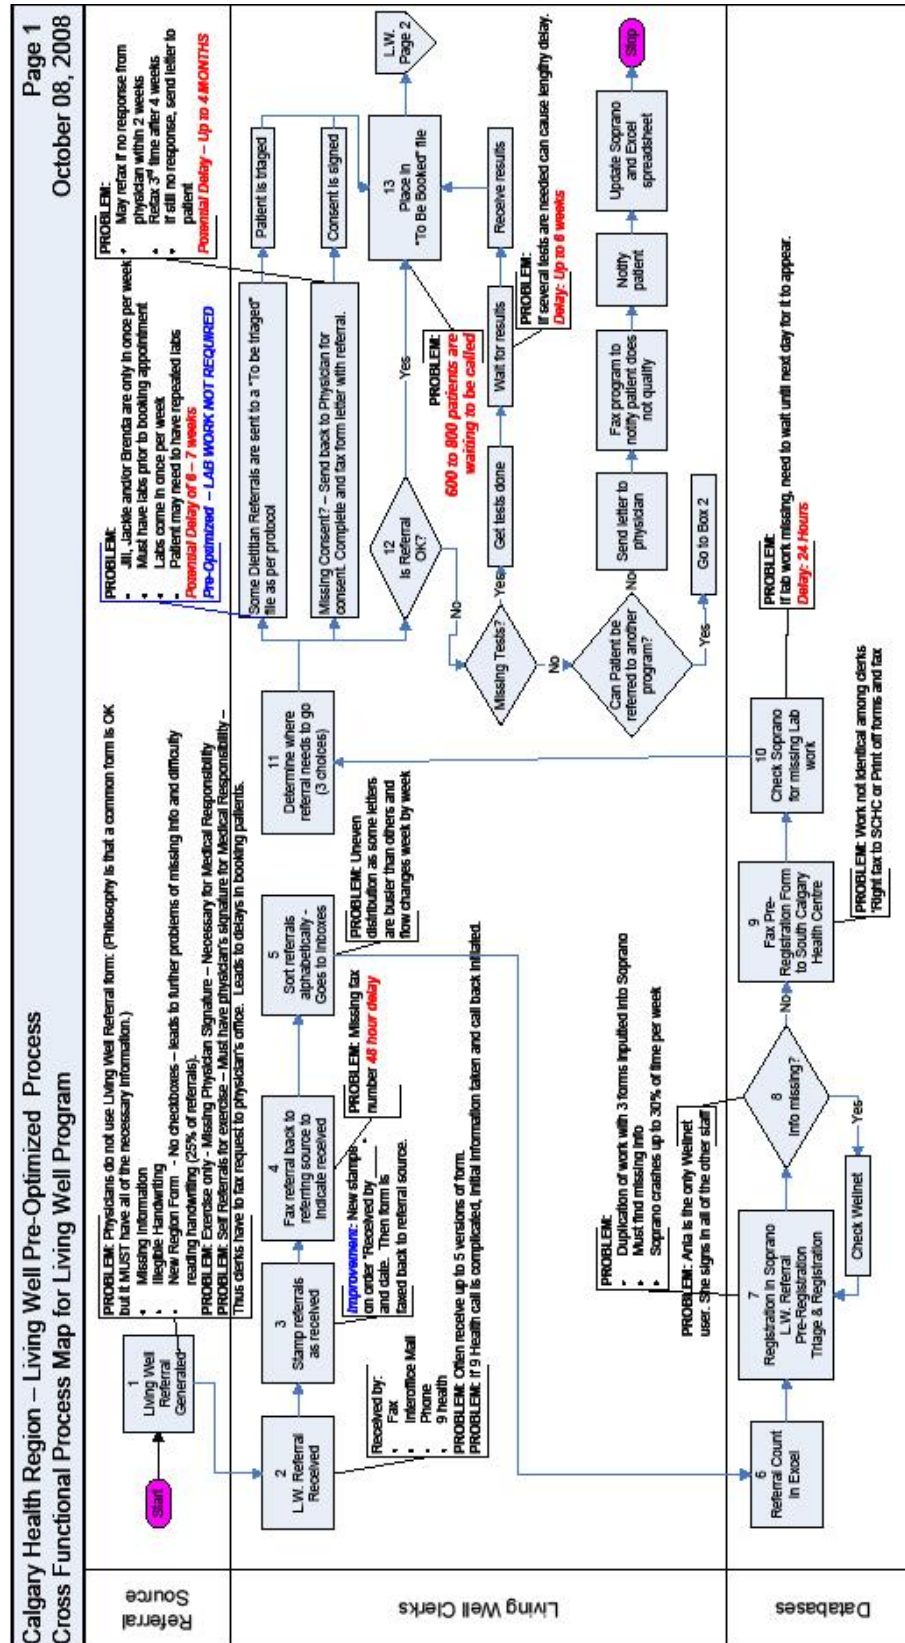 Calgary Health Region – Living Well Pre-Optimized Process
Cross Functional Process Map for Living Well Program
Page 1
October 08, 2008
Referral
Source
Start
1
Living Well
Referral
Generated
PROBLEM: Physicians do not use Living Well Referral form: (Philosophy is that a common form is OK
but it MUST have all of the necessary information.)
• Missing Information
• Illegible Handwriting
• New Region Form - No checkboxes – leads to further problems of missing info and difficulty
reading handwriting (25% of referrals).
PROBLEM: Exercise only - Missing Physician Signature – Necessary for Medical Responsibility
PROBLEM: Self Referrals for exercise – Must have physician's signature for Medical Responsibility –
Thus clerks have to fax request to physician's office. Leads to delays in booking patients.
PROBLEM:
• Jill, Jackie and/or Brenda are only in once per week
• Must have labs prior to booking appointment
• Labs come in once per week
• Patient may need to have repeated labs
Potential Delay of 6 – 7 weeks
Pre-Optimized – LAB WORK NOT REQUIRED
PROBLEM:
• May refax if no response from
physician within 2 weeks
• Refax 3rd time after 4 weeks
• If still no response, send letter to
patient
Potential Delay – Up to 4 MONTHS
Living Well Clerks
2
L.W. Referral
Received
3
Stamp referrals
as received
4
Fax referral back to
referring source to
indicate received
5
Sort referrals
alphabetically -
Goes to Inboxes
Received by:
• Fax
• Interoffice Mail
• Phone
• 9 health
PROBLEM: Often receive up to 5 versions of form.
PROBLEM: If 9 Health call is complicated, initial information taken and call back initiated.
Improvement: New stamps
on order "Received by ____
and date. Then form is
faxed back to referral source.
PROBLEM: Missing fax
number 48 hour delay
PROBLEM: Uneven
distribution as some letters
are busier than others and
flow changes week by week
11
Determine where
referral needs to go
(3 choices)
Some Dietitian Referrals are sent to a "To be triaged"
file as per protocol
Patient is triaged
Missing Consent? – Send back to Physician for
consent. Complete and fax form letter with referral.
Consent is signed
12
Is Referral
OK?
Yes
No
13
Place in
"To Be Booked" file
L.W.
Page 2
PROBLEM:
600 to 800 patients are
waiting to be called
Missing Tests?
Yes
Get tests done
Wait for results
Receive results
PROBLEM:
If several tests are needed can cause lengthy delay.
Delay: Up to 6 weeks
No
Can Patient be
referred to another
program?
No
Send letter to
physician
Fax program to
notify patient does
not qualify
Notify
patient
Update Soprano
and Excel
spreadsheet
Stop
Yes
Go to Box 2
Databases
6
Referral Count
in Excel
7
Registration in Soprano
L.W. Referral
Pre-Registration
Triage & Registration
PROBLEM:
• Duplication of work with 3 forms inputted into Soprano
• Must find missing info
• Soprano crashes up to 30% of time per week
PROBLEM: Ania is the only Wellnet
user. She signs in all of the other staff
8
Info missing?
Yes
Check Wellnet
No
9
Fax Pre-
Registration Form
to South Calgary
Health Centre
PROBLEM: Work not identical among clerks
'Right fax to SCHC or Print off forms and fax
10
Check Soprano
for missing Lab
work
PROBLEM:
If lab work missing, need to wait until next day for it to appear.
Delay: 24 Hours